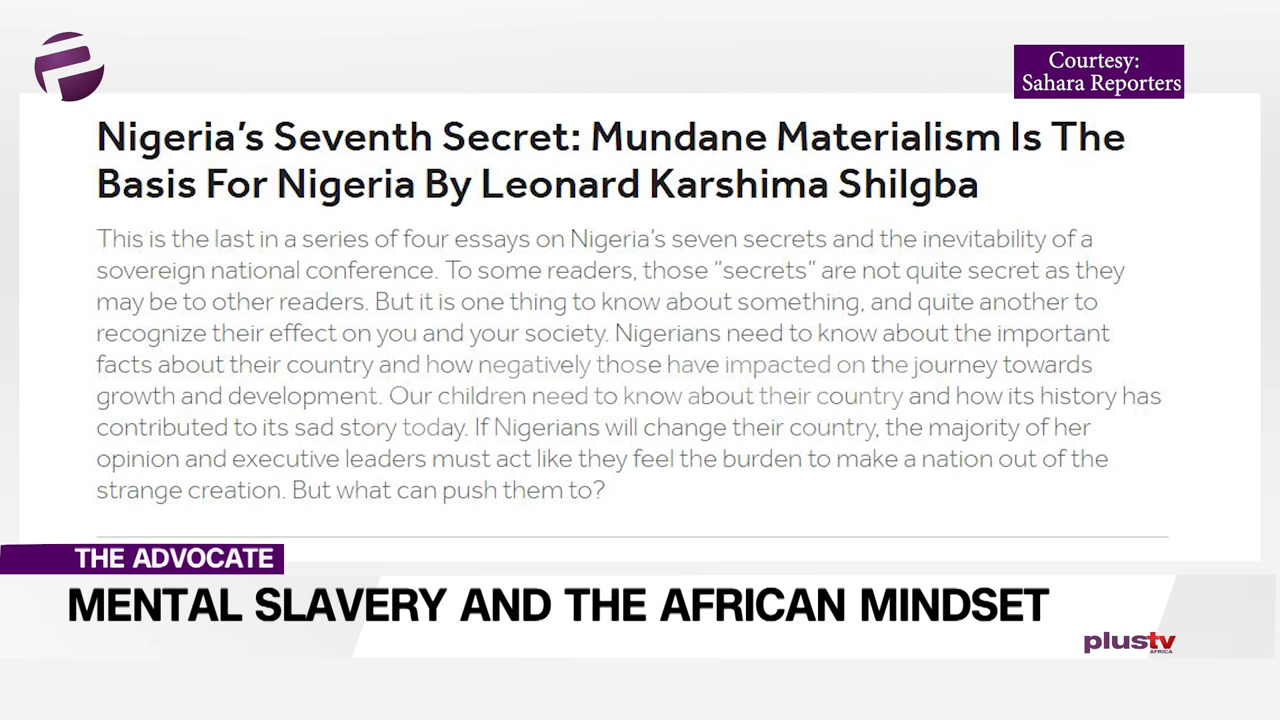 Courtesy:
Sahara Reporters
Nigeria's Seventh Secret: Mundane Materialism Is The
Basis For Nigeria By Leonard Karshima Shilgba
This is the last in a series of four essays on Nigeria's seven secrets and the inevitability of a
sovereign national conference. To some readers, those "secrets" are not quite secret as they
may be to other readers. But it is one thing to know about something, and quite another to
recognize their effect on you and your society. Nigerians need to know about the important
facts about their country and how negatively those have impacted on the journey towards
growth and development. Our children need to know about their country and how its history has
contributed to its sad story today. If Nigerians will change their country, the majority of her
opinion and executive leaders must act like they feel the burden to make a nation out of the
strange creation. But what can push them to?
THE ADVOCATE
MENTAL SLAVERY AND THE AFRICAN MINDSET
plustv
AFRICA